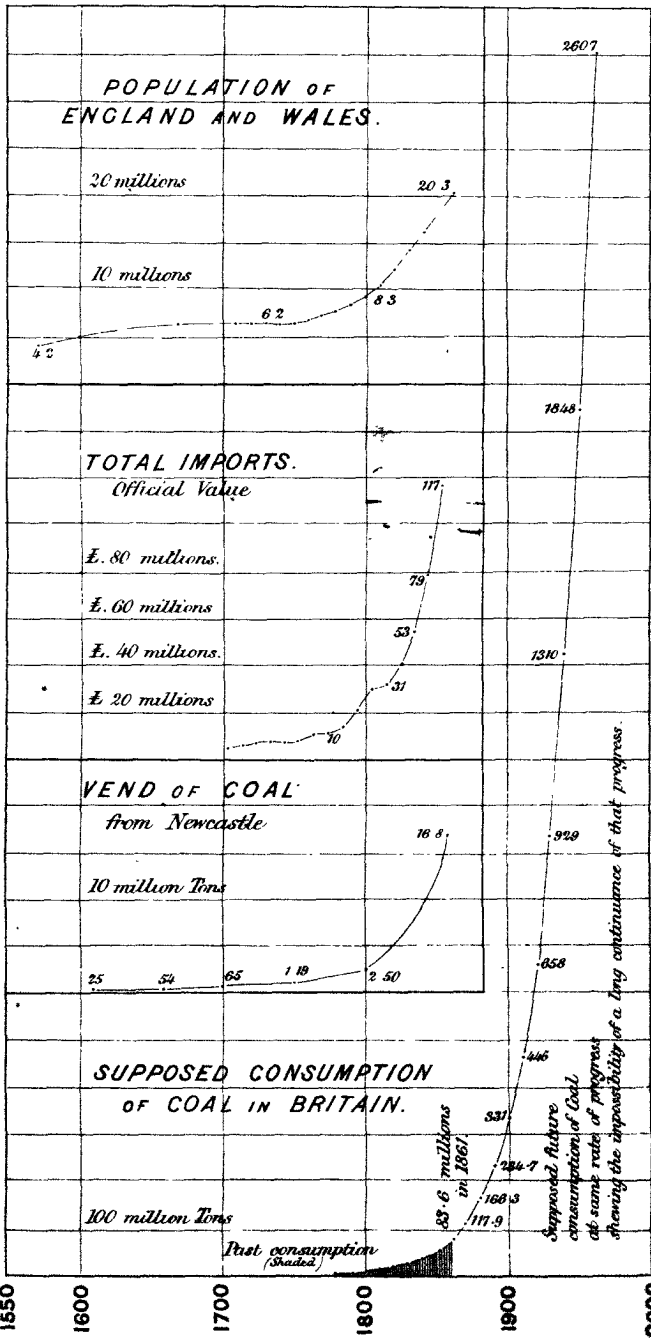 2607
POPULATION OF
ENGLAND AND WALES.
20 millions
20 3
10 millions
8 3
6 2
4 2
1848
TOTAL IMPORTS.
Official Value
117
£. 80 millions.
79
£. 60 millions
53
£. 40 millions.
1310
31
£ 20 millions
10
VEND OF COAL
from Newcastle
16 8
929
10 million Tons
658
25
54
65
1 19
2 50
446
SUPPOSED CONSUMPTION
OF COAL IN BRITAIN.
331
83·6 millions
in 1861.
234·7
166·3
117·9
100 million Tons
Past consumption
(Shaded)
Supposed future
consumption of Coal
at same rate of progress
shewing the impossibility of a long continuance of that progress.
1550
1600
1700
1800
1900
2000